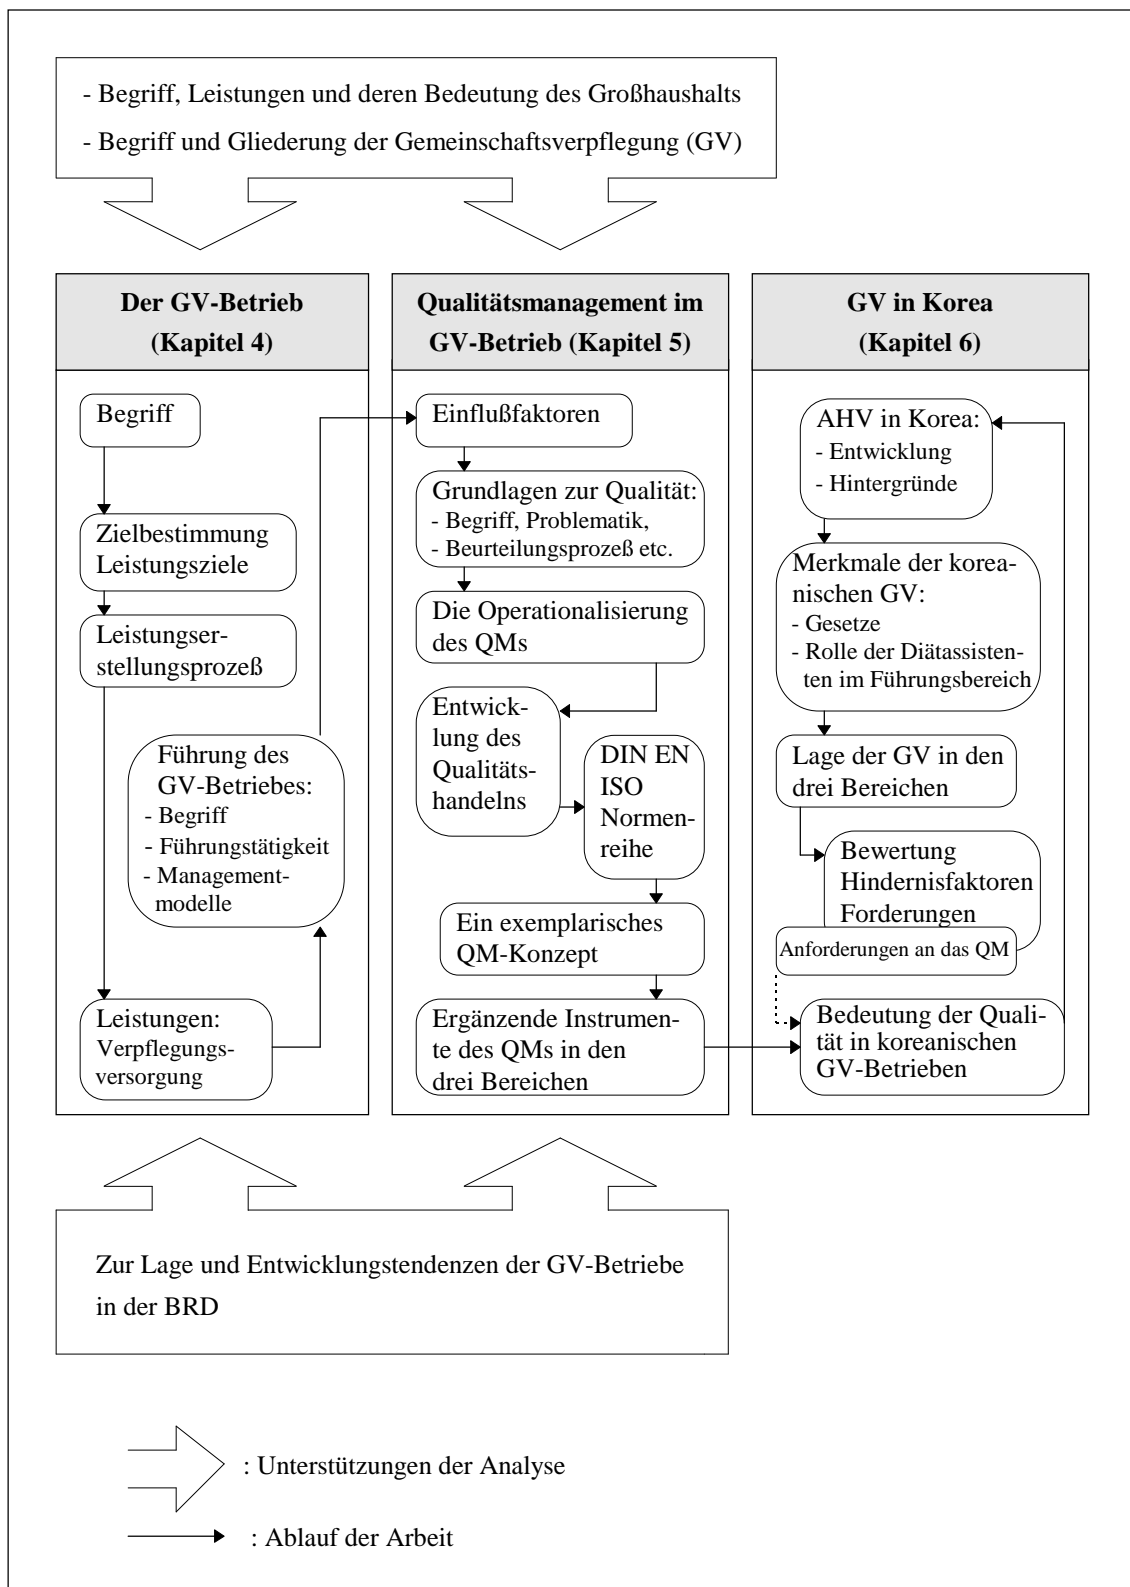 - Begriff, Leistungen und deren Bedeutung des Großhaushalts
- Begriff und Gliederung der Gemeinschaftsverpflegung (GV)
Der GV-Betrieb
(Kapitel 4)
Begriff
Zielbestimmung
Leistungsziele
Leistungser-
stellungsprozeß
Führung des
GV-Betriebes:
- Begriff
- Führungstätigkeit
- Management-
modelle
Leistungen:
Verpflegungs-
versorgung
Qualitätsmanagement im
GV-Betrieb (Kapitel 5)
Einflußfaktoren
Grundlagen zur Qualität:
- Begriff, Problematik,
- Beurteilungsprozeß etc.
Die Operationalisierung
des QMs
Entwick-
lung des
Qualitäts-
handelns
DIN EN
ISO
Normen-
reihe
Ein exemplarisches
QM-Konzept
Ergänzende Instrumen-
te des QMs in den
drei Bereichen
GV in Korea
(Kapitel 6)
AHV in Korea:
- Entwicklung
- Hintergründe
Merkmale der korea-
nischen GV:
- Gesetze
- Rolle der Diätassisten-
ten im Führungsbereich
Lage der GV in den
drei Bereichen
Bewertung
Hindernisfaktoren
Forderungen
Anforderungen an das QM
Bedeutung der Quali-
tät in koreanischen
GV-Betrieben
Zur Lage und Entwicklungstendenzen der GV-Betriebe
in der BRD
: Unterstützungen der Analyse
: Ablauf der Arbeit